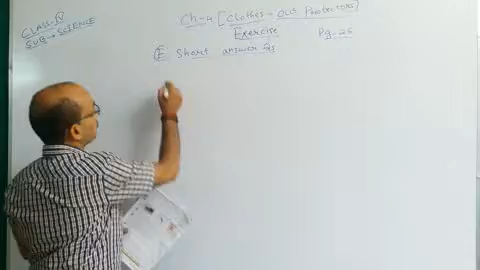 CLASS-IV
SUB → SCIENCE
Ch-4 [Clothes - Our Protectors]
Exercise Pg-26
E Short answer Qs